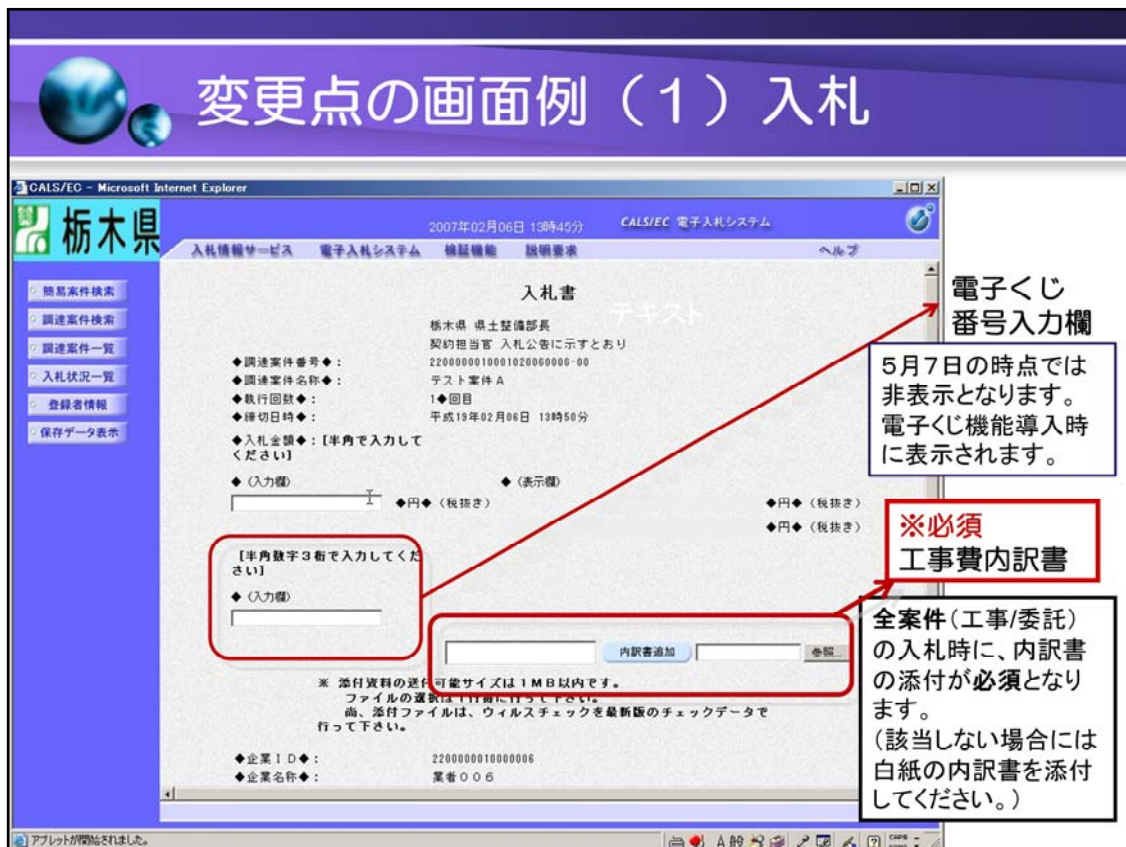 変更点の画面例（1）入札
CALS/EC - Microsoft Internet Explorer
栃木県
2007年02月06日 13時45分
CALS/EC 電子入札システム
入札情報サービス 電子入札システム 検証機能 説明要求 ヘルプ
簡易案件検索
調達案件検索
調達案件一覧
入札状況一覧
登録者情報
保存データ表示
入札書
テキスト
栃木県 県土整備部長
契約担当官 入札公告に示すとおり
◆調達案件番号◆： 2200000010001020060006-00
◆調達案件名称◆： テスト案件A
◆執行回数◆： 1◆回目
◆締切日時◆： 平成19年02月06日 13時50分
◆入札金額◆：[半角で入力して
ください]
◆（入力欄） ◆（表示欄）
◆円◆（税抜き） ◆円◆（税抜き）
◆円◆（税抜き）
[半角数字3桁で入力してくだ
さい]
◆（入力欄）
内訳書追加 参照...
※ 添付資料の送付可能サイズは1MB以内です。
ファイルの選択は1行毎に行って下さい。
尚、添付ファイルは、ウィルスチェックを最新版のチェックデータで
行って下さい。
◆企業ID◆： 2200000010000006
◆企業名称◆： 業者006
アプレットが開始されました。
A 般
CAPS
電子くじ
番号入力欄
5月7日の時点では
非表示となります。
電子くじ機能導入時
に表示されます。
※必須
工事費内訳書
全案件（工事/委託）
の入札時に、内訳書
の添付が必須となり
ます。
（該当しない場合には
白紙の内訳書を添付
してください。）